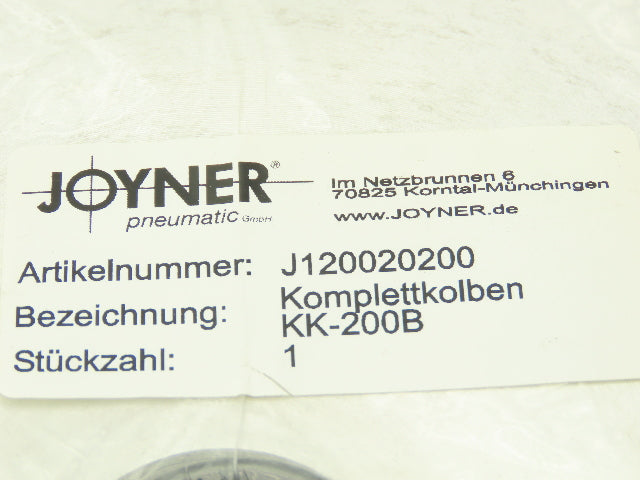 JOYNER®
pneumatic GmbH
Im Netzbrunnen 6
70825 Korntal-Münchingen
www.JOYNER.de
Artikelnummer: J120020200
Bezeichnung: Komplettkolben
KK-200B
Stückzahl: 1